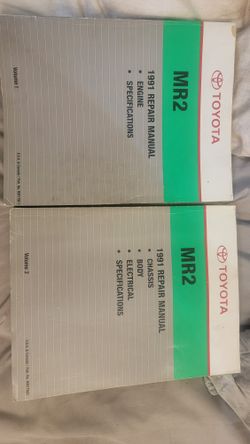 TOYOTA
MR2
1991 REPAIR MANUAL
• ENGINE
• SPECIFICATIONS
Volume 1
TOYOTA
MR2
1991 REPAIR MANUAL
• CHASSIS
• BODY
• ELECTRICAL
• SPECIFICATIONS
Volume 2